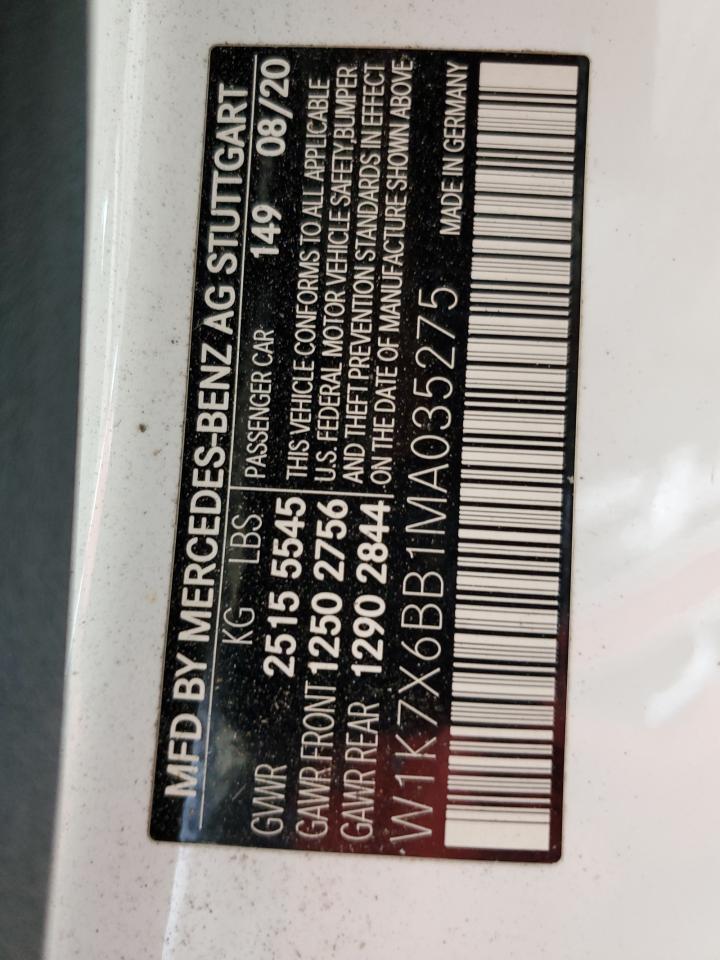 MFD BY MERCEDES-BENZ AG STUTTGART
KG LBS PASSENGER CAR 149 08/20
GVWR 2515 5545 THIS VEHICLE CONFORMS TO ALL APPLICABLE
GAWR FRONT 1250 2756 U.S. FEDERAL MOTOR VEHICLE SAFETY,BUMPER
GAWR REAR 1290 2844 AND THEFT PREVENTION STANDARDS IN EFFECT
ON THE DATE OF MANUFACTURE SHOWN ABOVE
W1K7X6BB1MA035275 MADE IN GERMANY